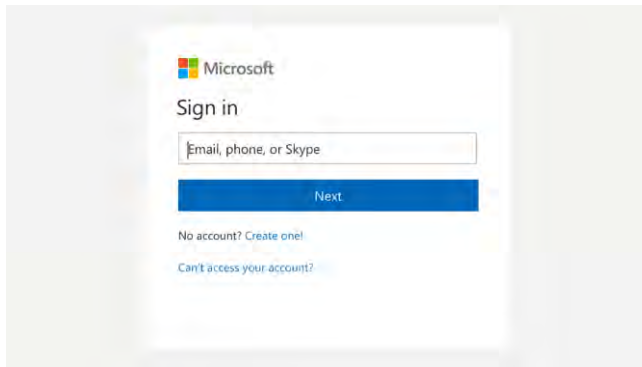 Microsoft
Sign in
Email, phone, or Skype
Next
No account? Create one!
Can't access your account?